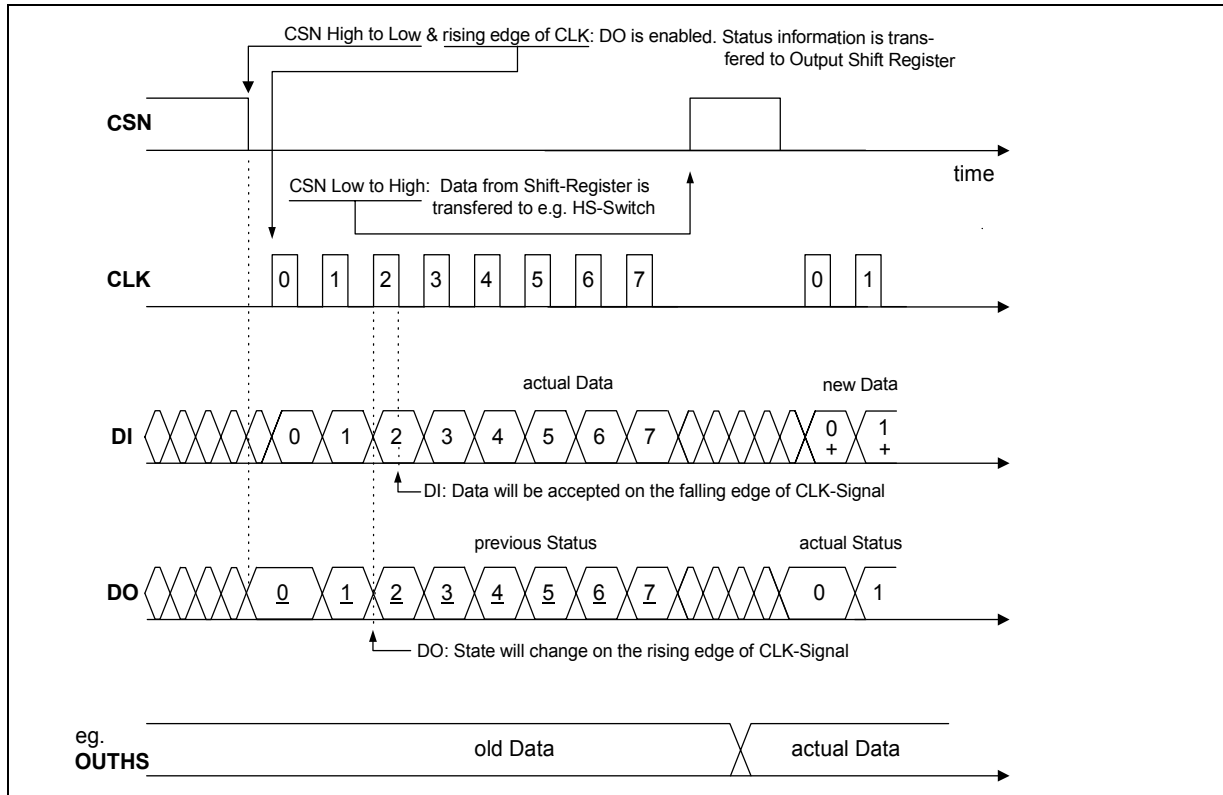 CSN High to Low & rising edge of CLK: DO is enabled. Status information is trans-
fered to Output Shift Register
CSN
time
CSN Low to High: Data from Shift-Register is
transfered to e.g. HS-Switch
CLK
0 1 2 3 4 5 6 7 0 1
actual Data new Data
DI
0 1 2 3 4 5 6 7 0 1
+ +
DI: Data will be accepted on the falling edge of CLK-Signal
previous Status actual Status
DO
0 1 2 3 4 5 6 7 0 1
DO: State will change on the rising edge of CLK-Signal
eg.
OUTHS
old Data actual Data